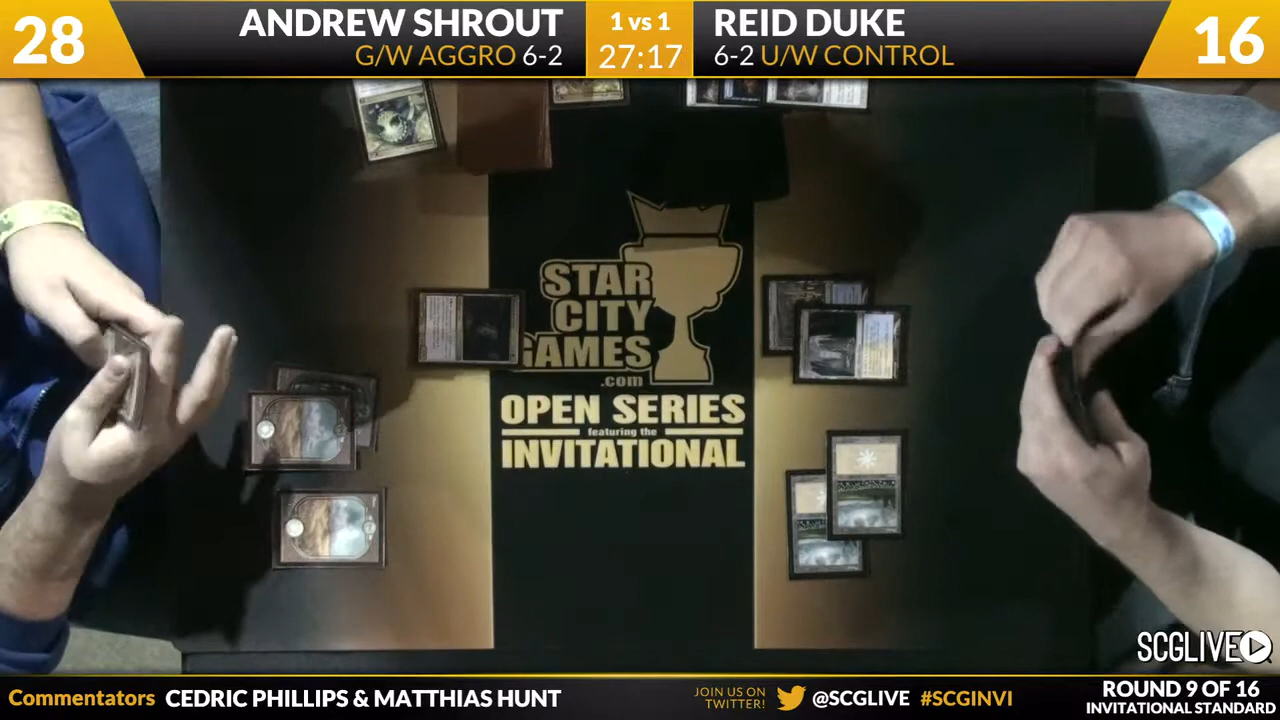 28
ANDREW SHROUT
G/W AGGRO 6-2
1 vs 1
27:17
REID DUKE
6-2 U/W CONTROL
16
STAR
CITY
GAMES
.com
OPEN SERIES
featuring the
INVITATIONAL
SCGLIVE
Commentators CEDRIC PHILLIPS & MATTHIAS HUNT
JOIN US ON
TWITTER!
@SCGLIVE #SCGINVI
ROUND 9 OF 16
INVITATIONAL STANDARD